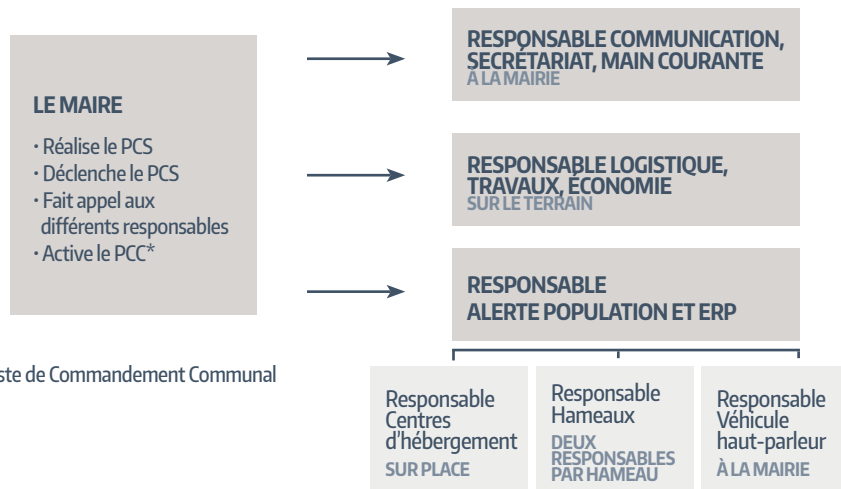 LE MAIRE
· Réalise le PCS
· Déclenche le PCS
· Fait appel aux
différents responsables
· Active le PCC*
de Commandement Communal
RESPONSABLE COMMUNICATION,
SECRÉTARIAT, MAIN COURANTE
À LA MAIRIE
RESPONSABLE LOGISTIQUE,
TRAVAUX, ÉCONOMIE
SUR LE TERRAIN
RESPONSABLE
ALERTE POPULATION ET ERP
Responsable
Centres
d'hébergement
SUR PLACE
Responsable
Hameaux
DEUX
RESPONSABLES
PAR HAMEAU
Responsable
Véhicule
haut-parleur
À LA MAIRIE